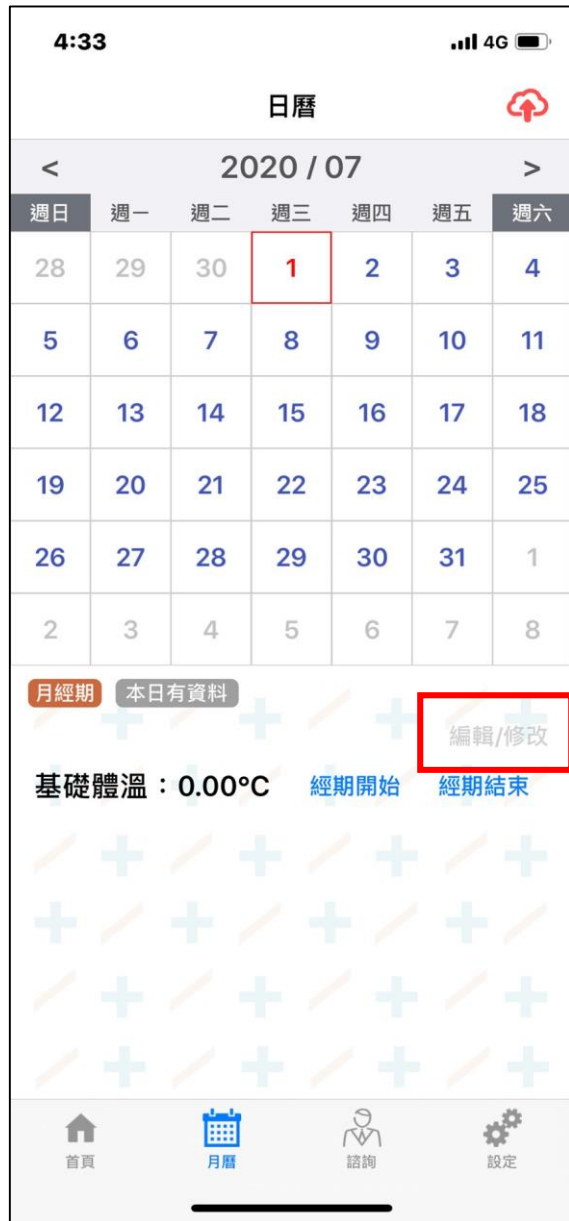 4:33 4G
日曆
< 2020 / 07 >
週日 週一 週二 週三 週四 週五 週六
28 29 30 1 2 3 4
5 6 7 8 9 10 11
12 13 14 15 16 17 18
19 20 21 22 23 24 25
26 27 28 29 30 31 1
2 3 4 5 6 7 8
月經期 本日有資料
編輯/修改
基礎體溫：0.00°C 經期開始 經期結束
首頁 月曆 諮詢 設定